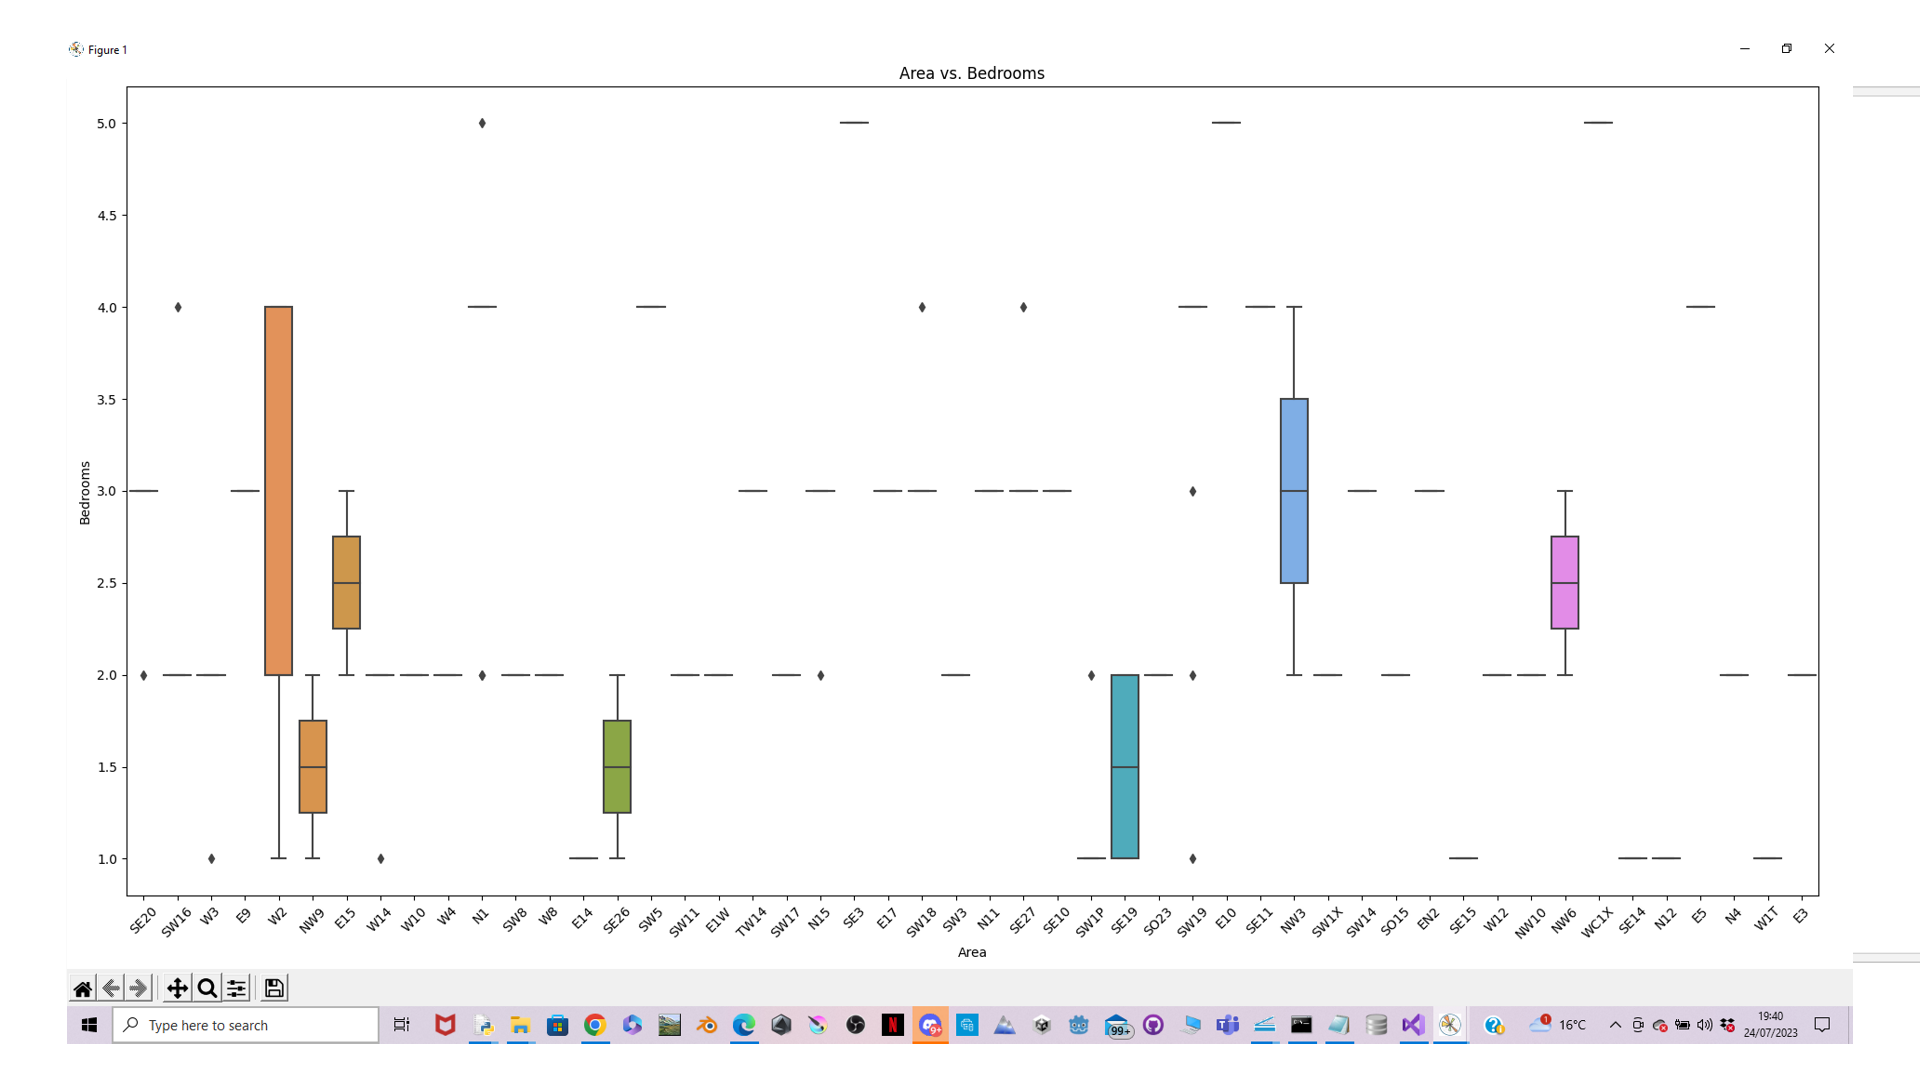 Figure 1
Area vs. Bedrooms
5.0
4.5
4.0
3.5
3.0
2.5
2.0
1.5
1.0
Bedrooms
SE20 SW16 W3 E9 W2 NW9 E15 W14 W10 W4 N1 SW8 W8 E14 SE26 SW5 SW11 E1W TW14 SW17 N15 SE3 E17 SW18 SW3 N11 SE27 SE10 SW1P SE19 SO23 SW19 E10 SE11 NW3 SW1X SW14 SO15 EN2 SE15 W12 NW10 NW6 WC1X SE14 N12 E5 N4 W1T E3
Area
Type here to search
N
9+
99+
1
16°C
19:40
24/07/2023